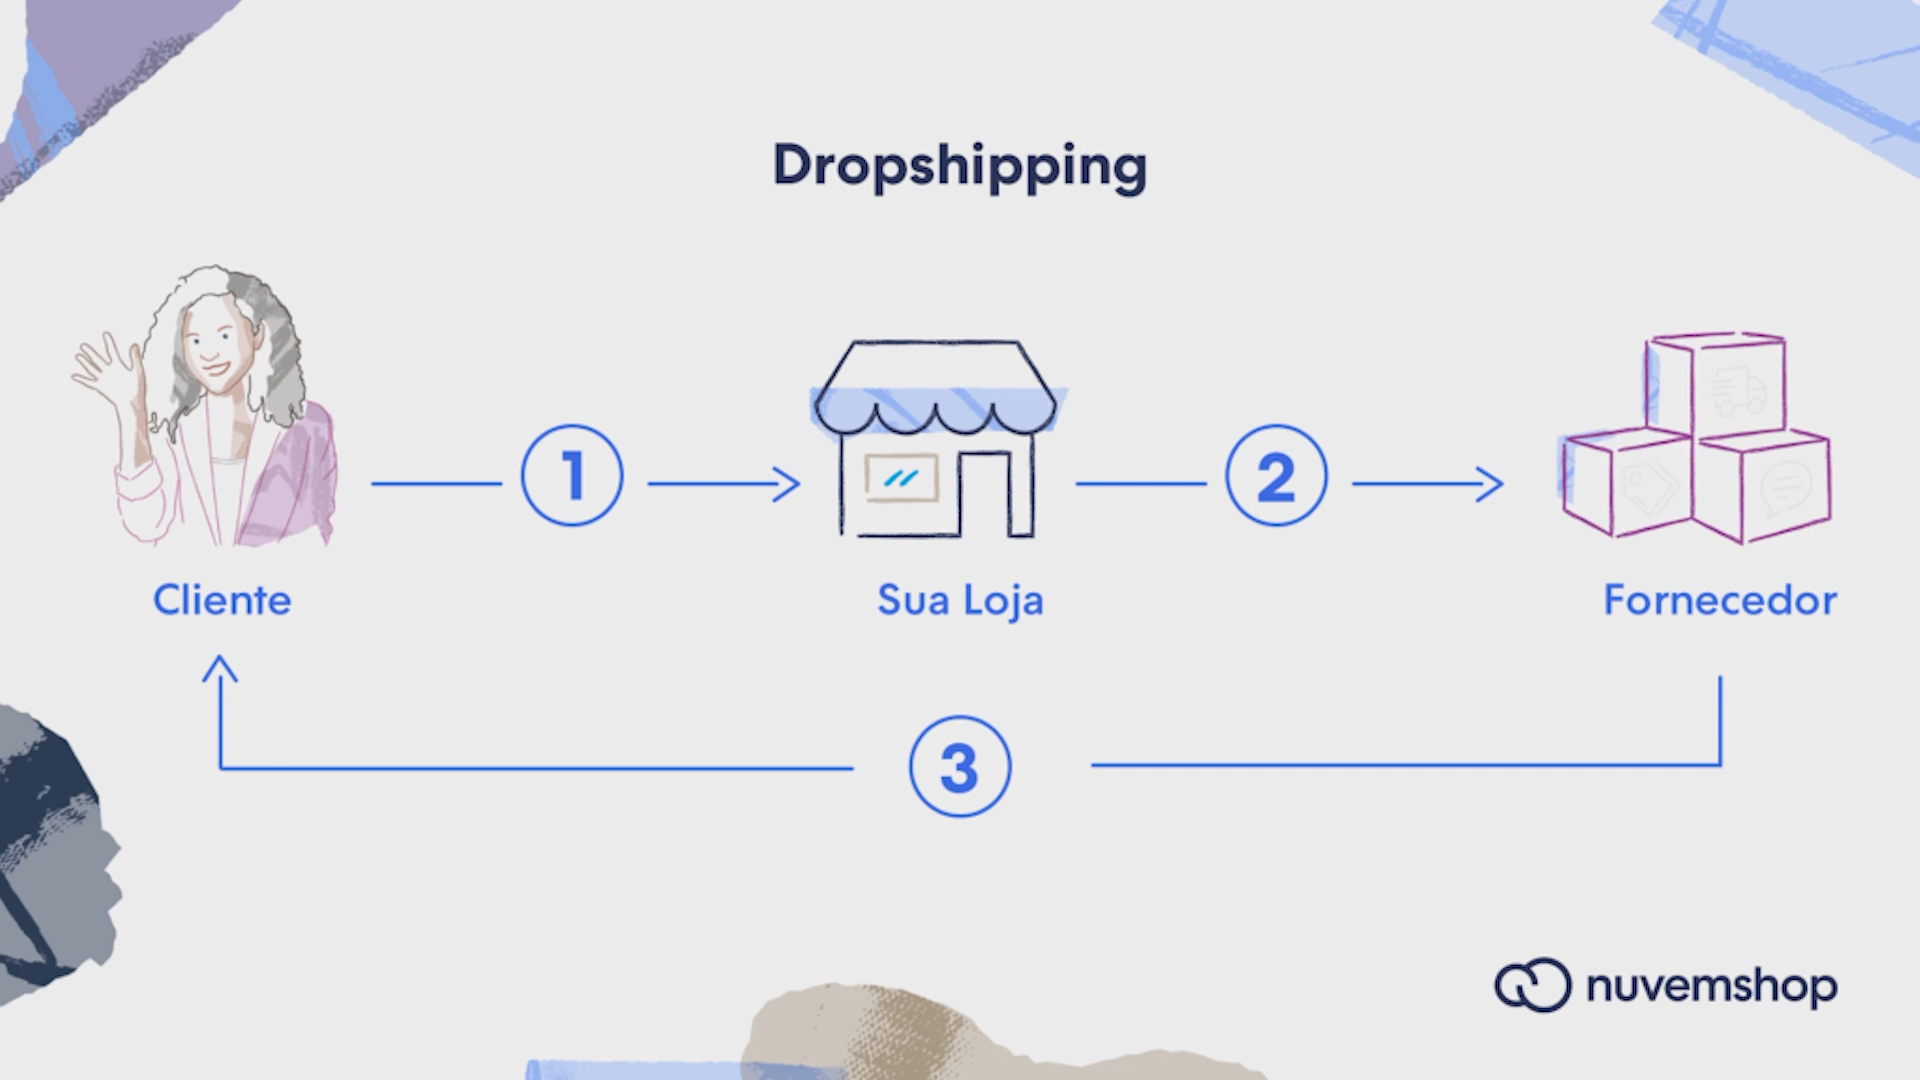 Dropshipping
1
2
Cliente
Sua Loja
Fornecedor
3
nuvemshop